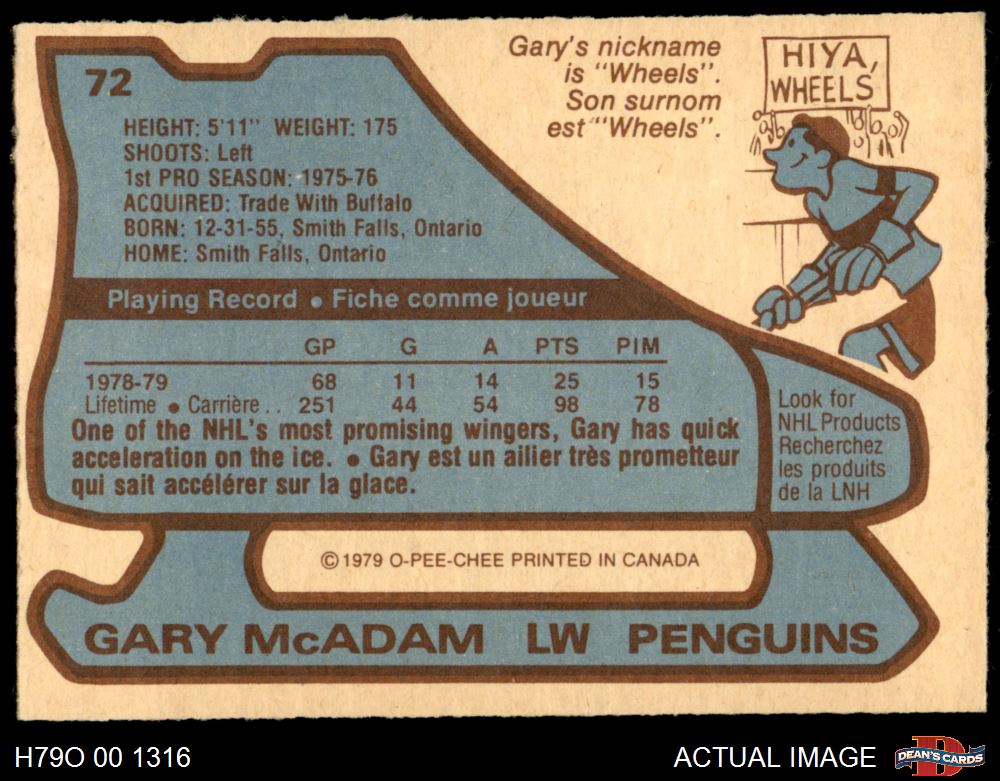 72
Gary's nickname
is "Wheels".
Son surnom
est "Wheels".
HIYA,
WHEELS
HEIGHT: 5'11" WEIGHT: 175
SHOOTS: Left
1st PRO SEASON: 1975-76
ACQUIRED: Trade With Buffalo
BORN: 12-31-55, Smith Falls, Ontario
HOME: Smith Falls, Ontario
Playing Record • Fiche comme joueur
GP G A PTS PIM
1978-79 68 11 14 25 15
Lifetime • Carrière . . 251 44 54 98 78
One of the NHL's most promising wingers, Gary has quick
acceleration on the ice. • Gary est un ailier très prometteur
qui sait accélérer sur la glace.
Look for
NHL Products
Recherchez
les produits
de la LNH
© 1979 O-PEE-CHEE PRINTED IN CANADA
GARY McADAM LW PENGUINS
H79O 00 1316
ACTUAL IMAGE
D
DEAN'S CARDS